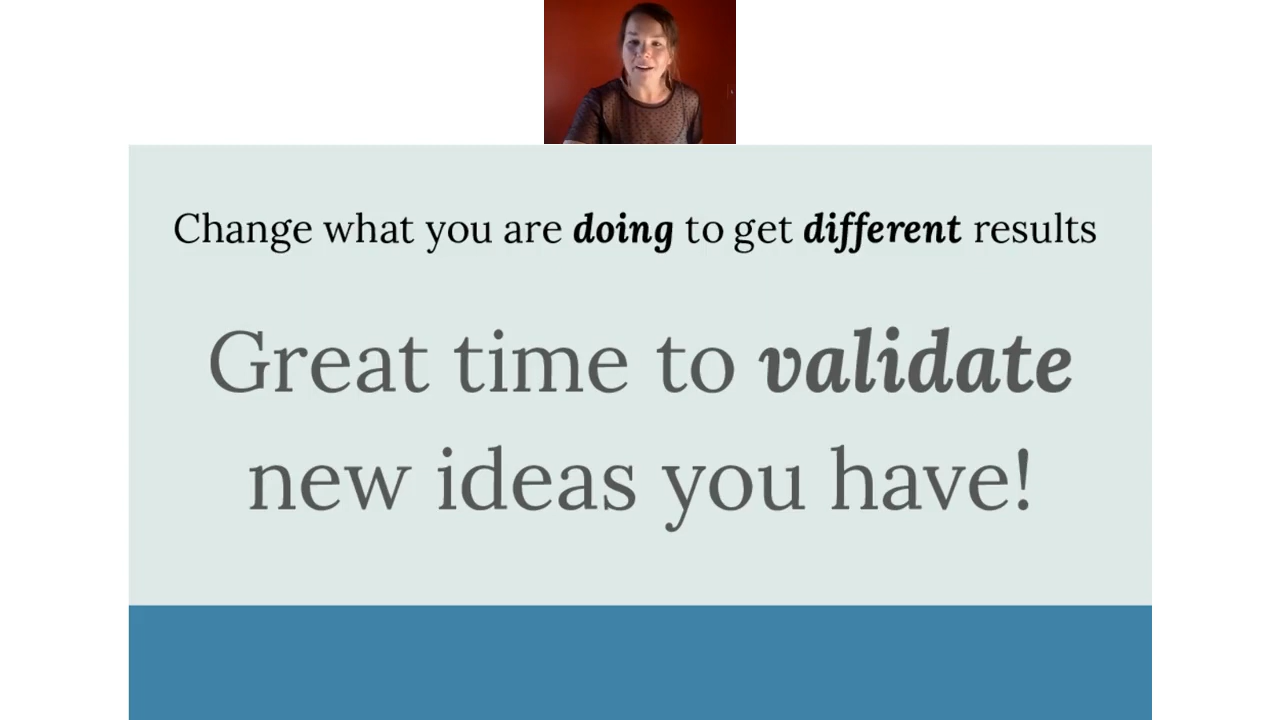 Change what you are doing to get different results
Great time to validate
new ideas you have!